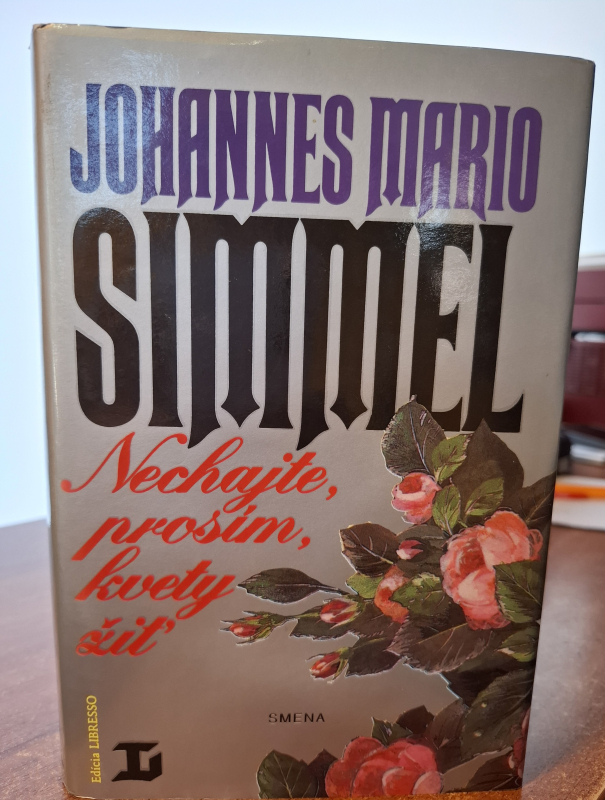 JOHANNES MARIO
SIMMEL
Nechajte,
prosím,
kvety
žiť
SMENA
Edícia LIBRESSO
L